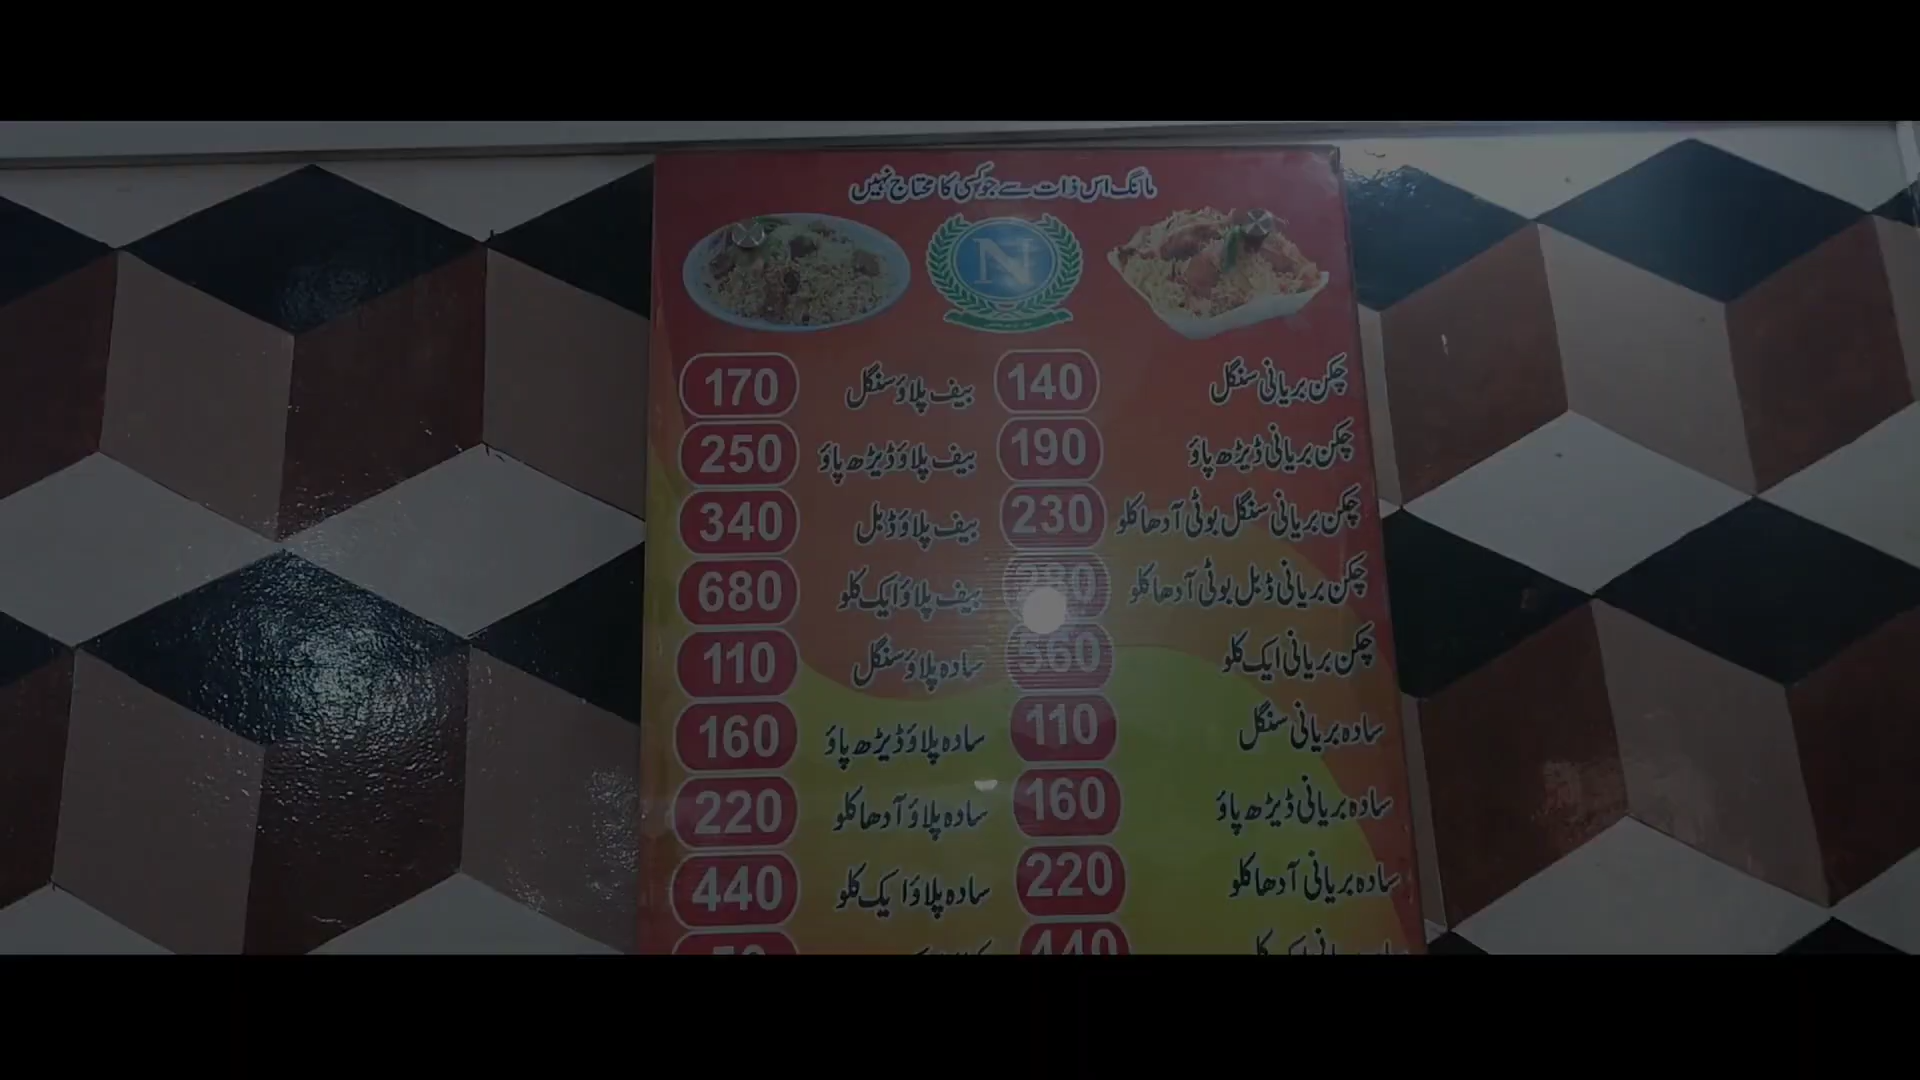 مانگ اس ذات سے جو کسی کا محتاج نہیں
N
چکن بریانی سنگل 140
چکن بریانی ڈیڑھ پاؤ 190
چکن بریانی سنگل بوٹی آدھا کلو 230
چکن بریانی ڈبل بوٹی آدھا کلو 280
چکن بریانی ایک کلو 560
سادہ بریانی سنگل 110
سادہ بریانی ڈیڑھ پاؤ 160
سادہ بریانی آدھا کلو 220
440
بیف پلاؤ سنگل 170
بیف پلاؤ ڈیڑھ پاؤ 250
بیف پلاؤ ڈبل 340
بیف پلاؤ ایک کلو 680
سادہ پلاؤ سنگل 110
سادہ پلاؤ ڈیڑھ پاؤ 160
سادہ پلاؤ آدھا کلو 220
سادہ پلاؤ ایک کلو 440